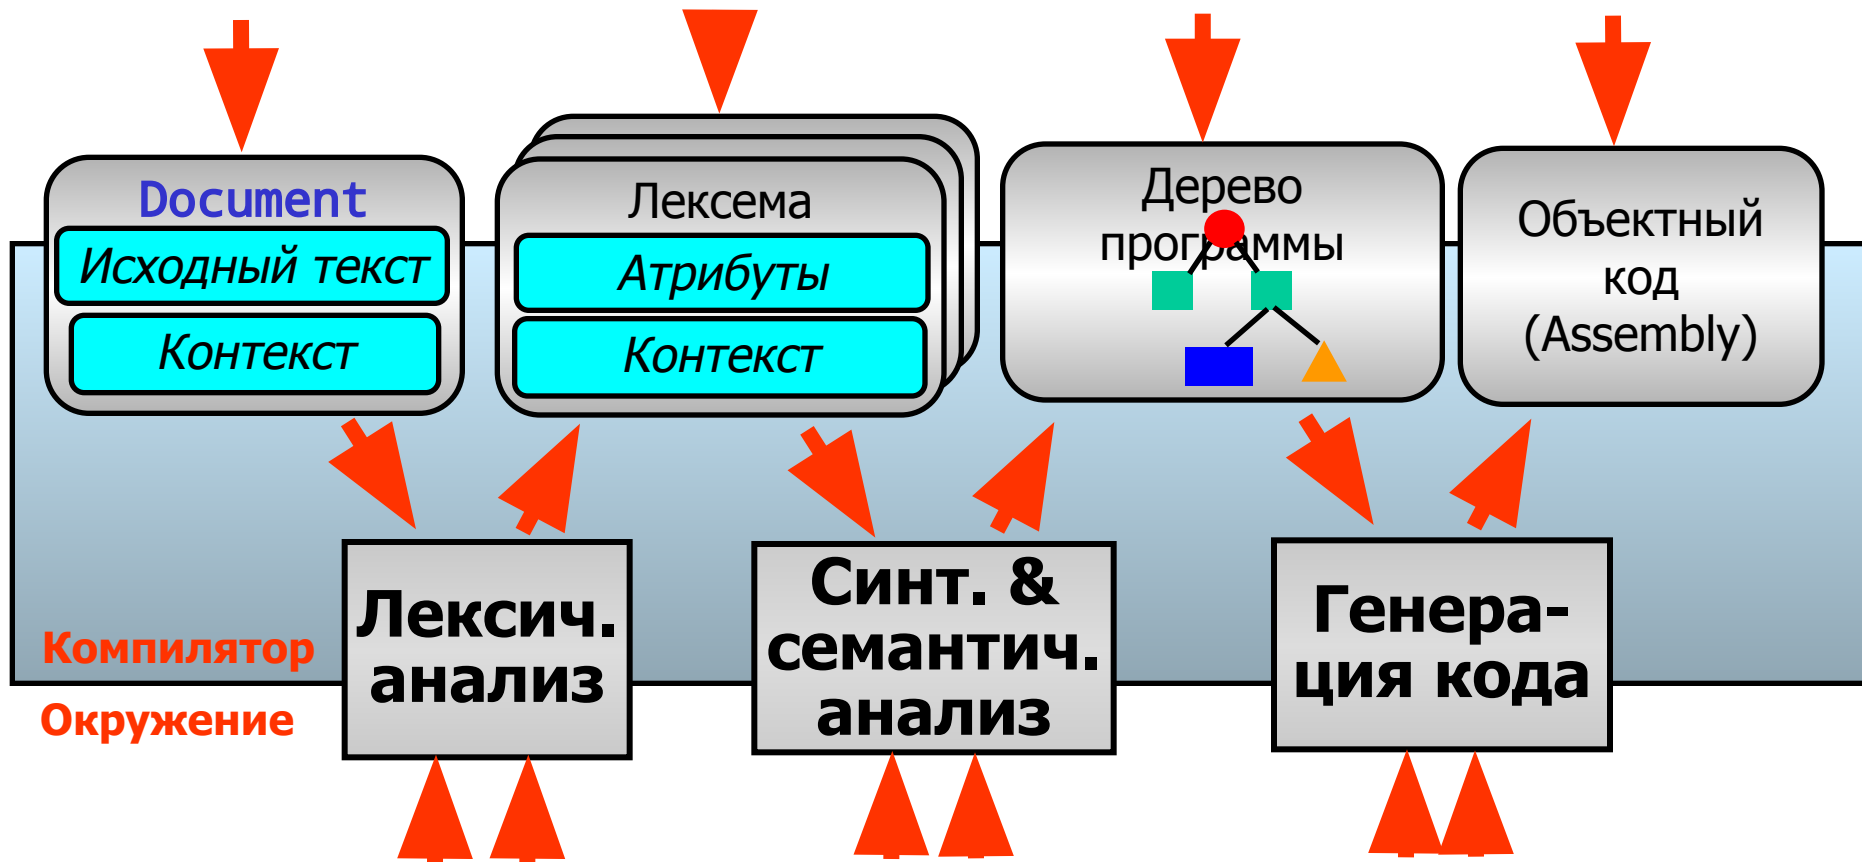 Document
Исходный текст
Контекст
Лексема
Атрибуты
Контекст
Дерево
программы
Объектный
код
(Assembly)
Лексич.
анализ
Синт. &
семантич.
анализ
Генера-
ция кода
Компилятор
Окружение